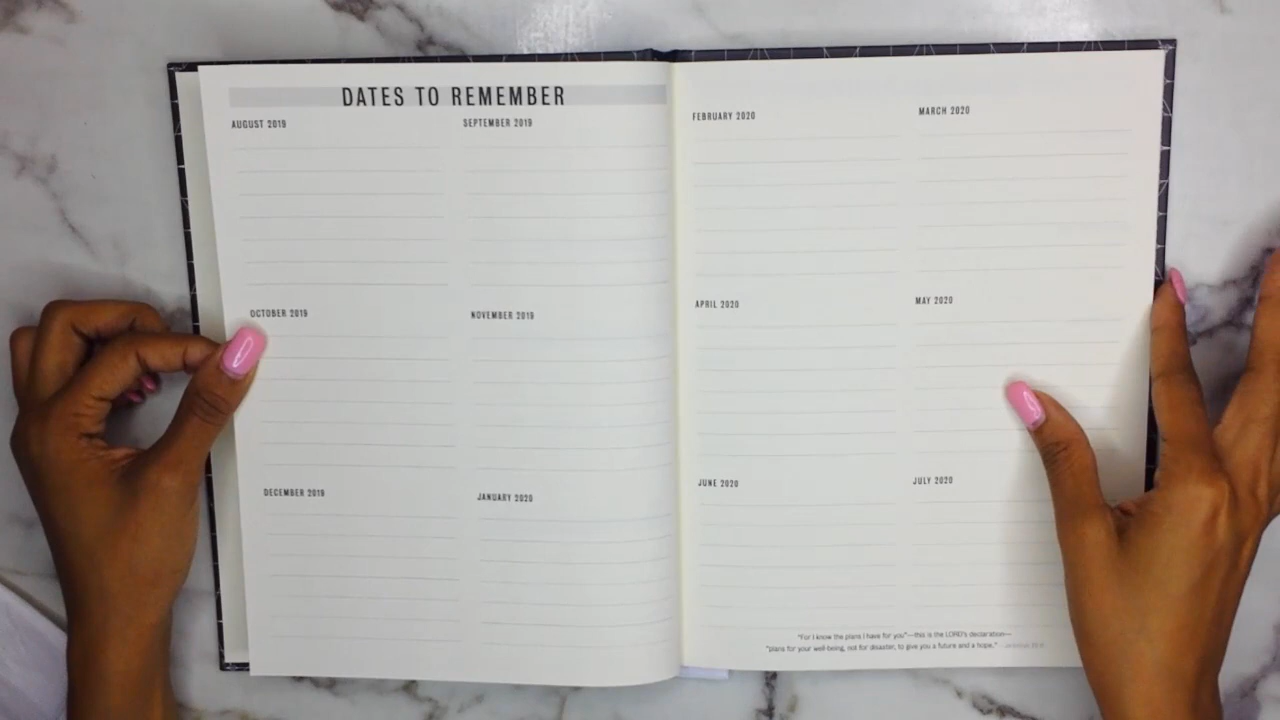 DATES TO REMEMBER
AUGUST 2019
SEPTEMBER 2019
OCTOBER 2019
NOVEMBER 2019
DECEMBER 2019
JANUARY 2020
FEBRUARY 2020
MARCH 2020
APRIL 2020
MAY 2020
JUNE 2020
JULY 2020
"For I know the plans I have for you"—this is the LORD's declaration—
"plans for your well-being, not for disaster, to give you a future and a hope."